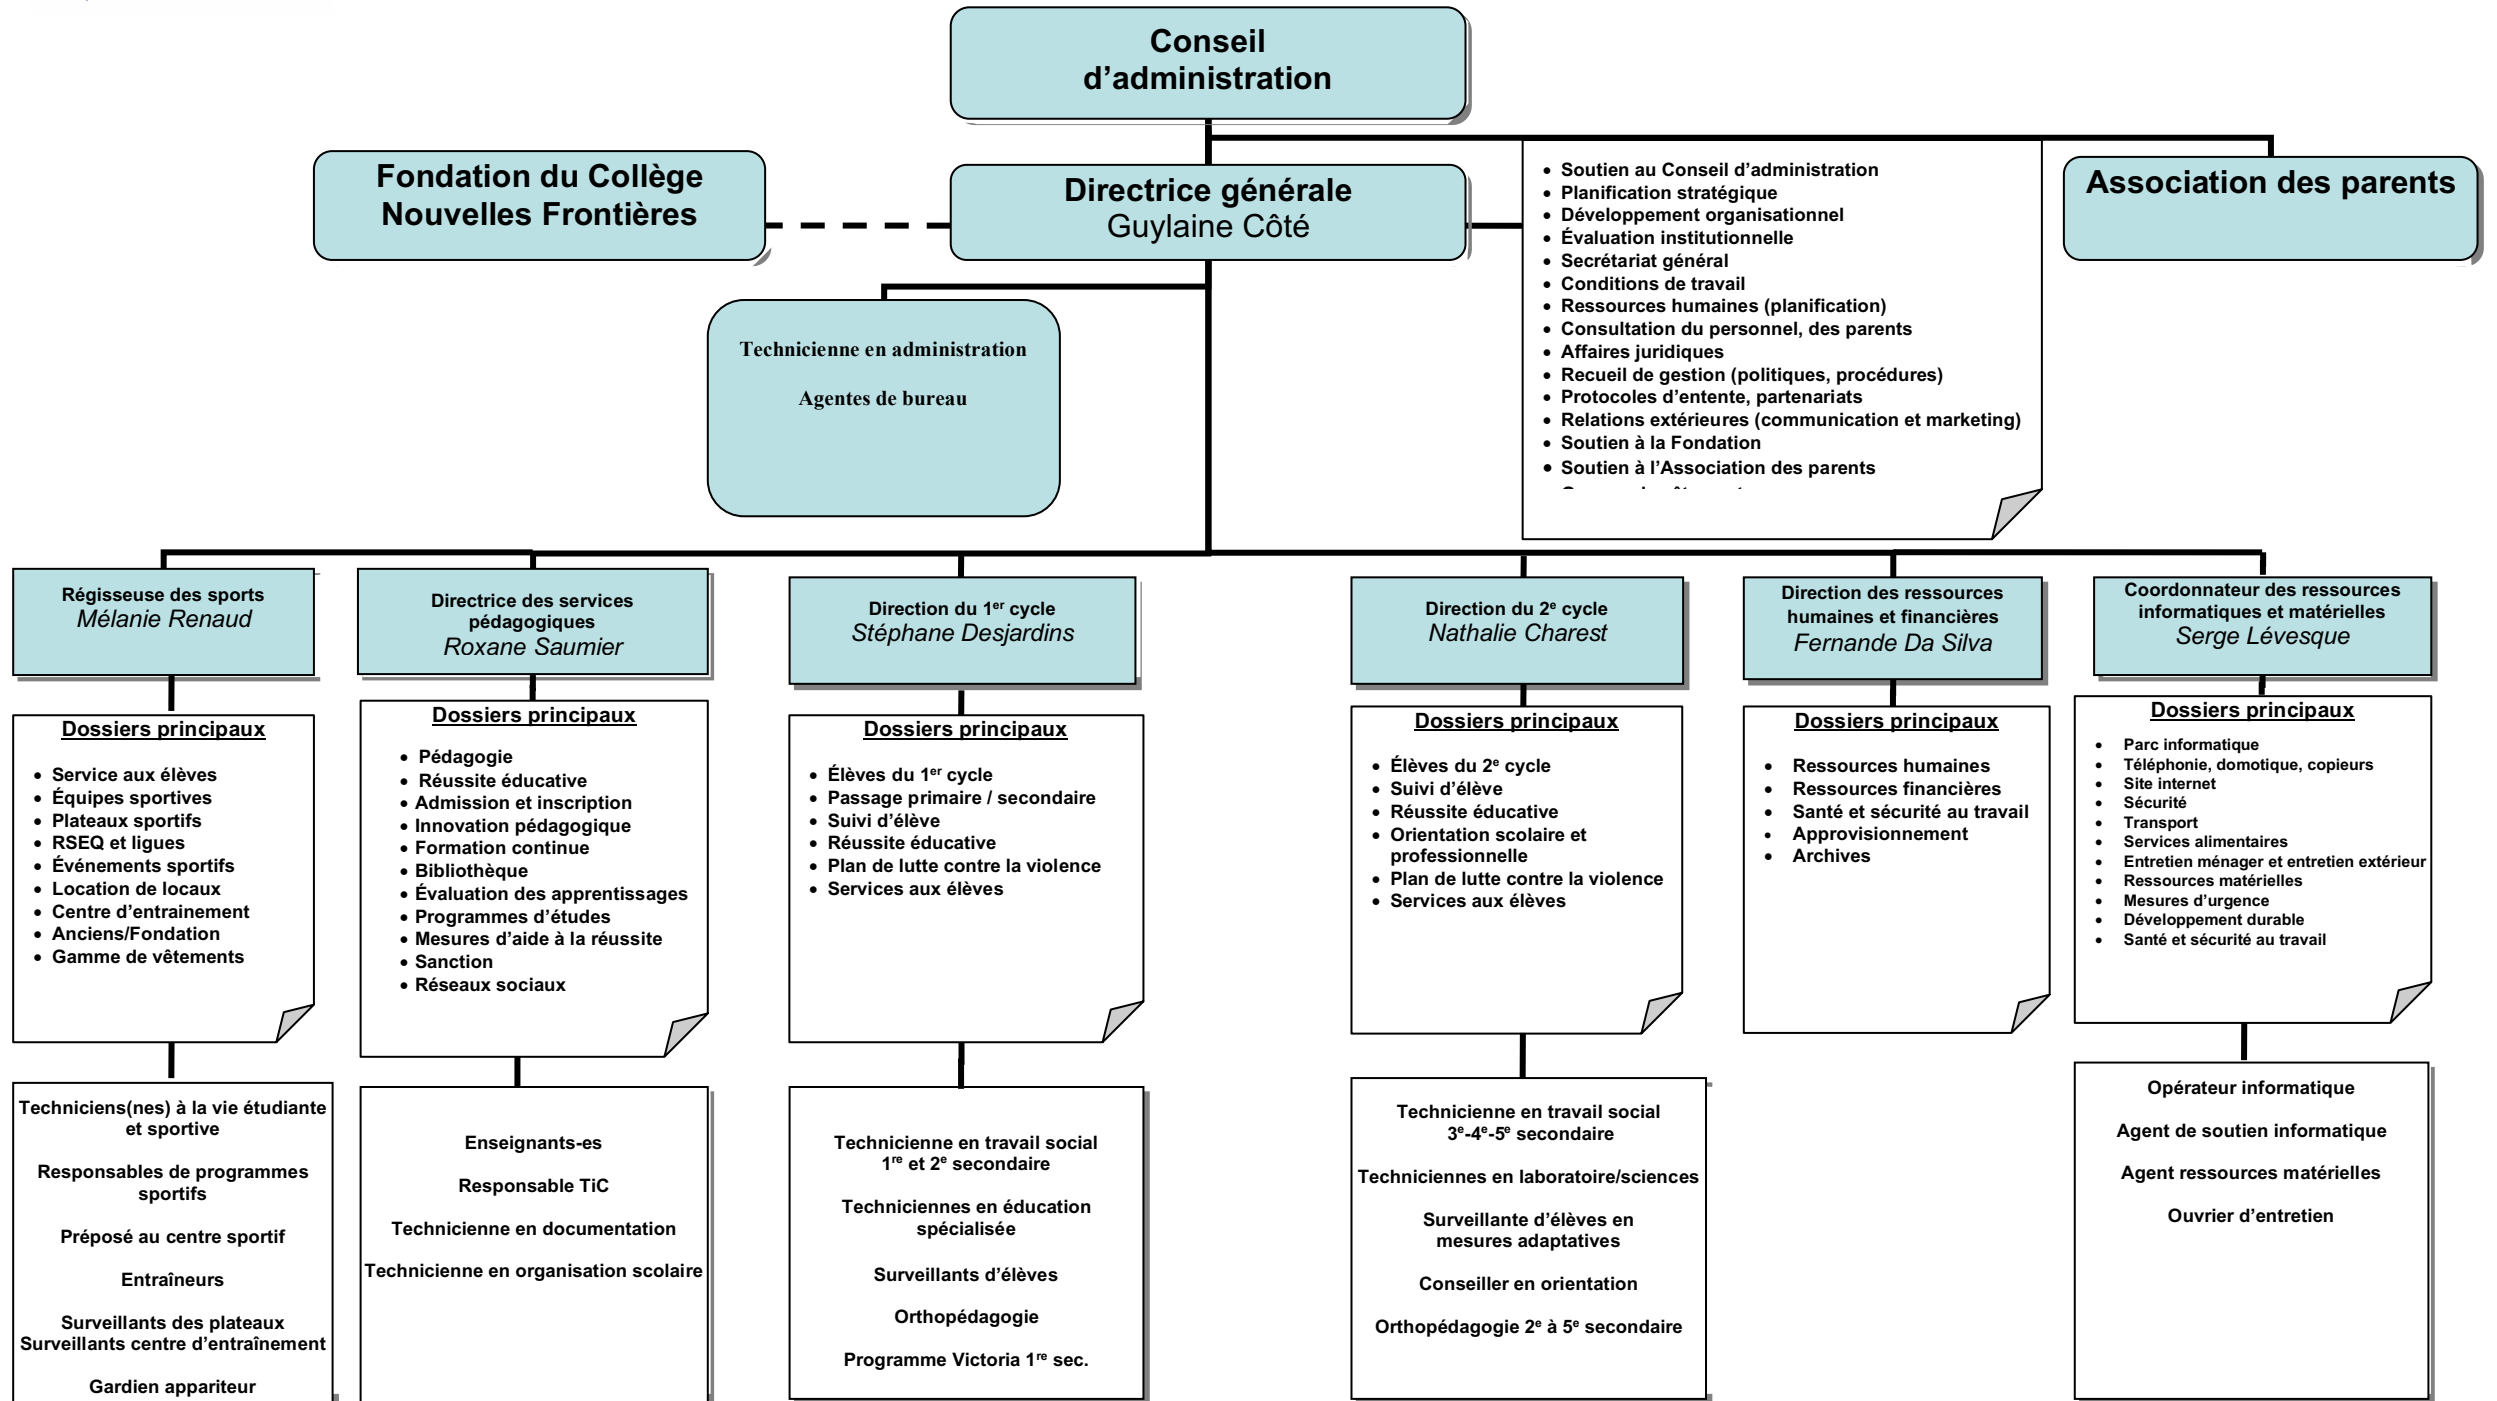 Conseil
d’administration
Fondation du Collège
Nouvelles Frontières
Directrice générale
Guylaine Côté
• Soutien au Conseil d’administration
• Planification stratégique
• Développement organisationnel
• Évaluation institutionnelle
• Secrétariat général
• Conditions de travail
• Ressources humaines (planification)
• Consultation du personnel, des parents
• Affaires juridiques
• Recueil de gestion (politiques, procédures)
• Protocoles d’entente, partenariats
• Relations extérieures (communication et marketing)
• Soutien à la Fondation
• Soutien à l’Association des parents
Association des parents
Technicienne en administration
Agentes de bureau
Régisseuse des sports
Mélanie Renaud
Dossiers principaux
• Service aux élèves
• Équipes sportives
• Plateaux sportifs
• RSEQ et ligues
• Événements sportifs
• Location de locaux
• Centre d’entrainement
• Anciens/Fondation
• Gamme de vêtements
Techniciens(nes) à la vie étudiante
et sportive
Responsables de programmes
sportifs
Préposé au centre sportif
Entraîneurs
Surveillants des plateaux
Surveillants centre d’entraînement
Gardien appariteur
Directrice des services
pédagogiques
Roxane Saumier
Dossiers principaux
• Pédagogie
• Réussite éducative
• Admission et inscription
• Innovation pédagogique
• Formation continue
• Bibliothèque
• Évaluation des apprentissages
• Programmes d’études
• Mesures d’aide à la réussite
• Sanction
• Réseaux sociaux
Enseignants-es
Responsable TiC
Technicienne en documentation
Technicienne en organisation scolaire
Direction du 1er cycle
Stéphane Desjardins
Dossiers principaux
• Élèves du 1er cycle
• Passage primaire / secondaire
• Suivi d’élève
• Réussite éducative
• Plan de lutte contre la violence
• Services aux élèves
Technicienne en travail social
1re et 2e secondaire
Techniciennes en éducation
spécialisée
Surveillants d’élèves
Orthopédagogie
Programme Victoria 1re sec.
Direction du 2e cycle
Nathalie Charest
Dossiers principaux
• Élèves du 2e cycle
• Suivi d’élève
• Réussite éducative
• Orientation scolaire et
professionnelle
• Plan de lutte contre la violence
• Services aux élèves
Technicienne en travail social
3e-4e-5e secondaire
Techniciennes en laboratoire/sciences
Surveillante d’élèves en
mesures adaptatives
Conseiller en orientation
Orthopédagogie 2e à 5e secondaire
Direction des ressources
humaines et financières
Fernande Da Silva
Dossiers principaux
• Ressources humaines
• Ressources financières
• Santé et sécurité au travail
• Approvisionnement
• Archives
Coordonnateur des ressources
informatiques et matérielles
Serge Lévesque
Dossiers principaux
• Parc informatique
• Téléphonie, domotique, copieurs
• Site internet
• Sécurité
• Transport
• Services alimentaires
• Entretien ménager et entretien extérieur
• Ressources matérielles
• Mesures d’urgence
• Développement durable
• Santé et sécurité au travail
Opérateur informatique
Agent de soutien informatique
Agent ressources matérielles
Ouvrier d’entretien